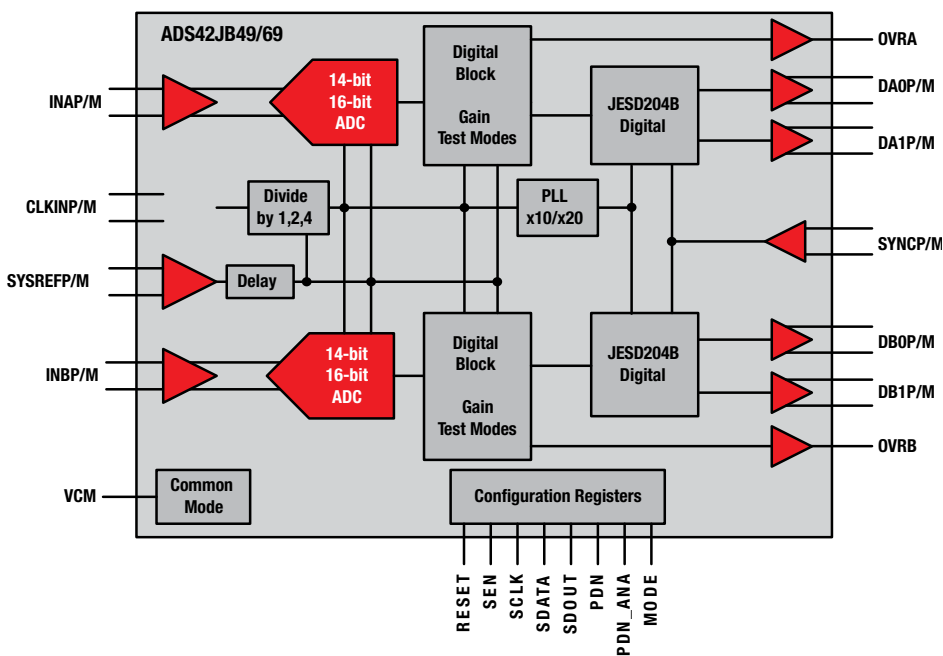 ADS42JB49/69
INAP/M
CLKINP/M
SYSREFP/M
INBP/M
VCM
14-bit
16-bit
ADC
Digital
Block
Gain
Test Modes
JESD204B
Digital
Divide
by 1,2,4
PLL
x10/x20
Delay
14-bit
16-bit
ADC
Digital
Block
Gain
Test Modes
JESD204B
Digital
Common
Mode
Configuration Registers
OVRA
DA0P/M
DA1P/M
SYNCP/M
DB0P/M
DB1P/M
OVRB
RESET
SEN
SCLK
SDATA
SDOUT
PDN
PDN_ANA
MODE